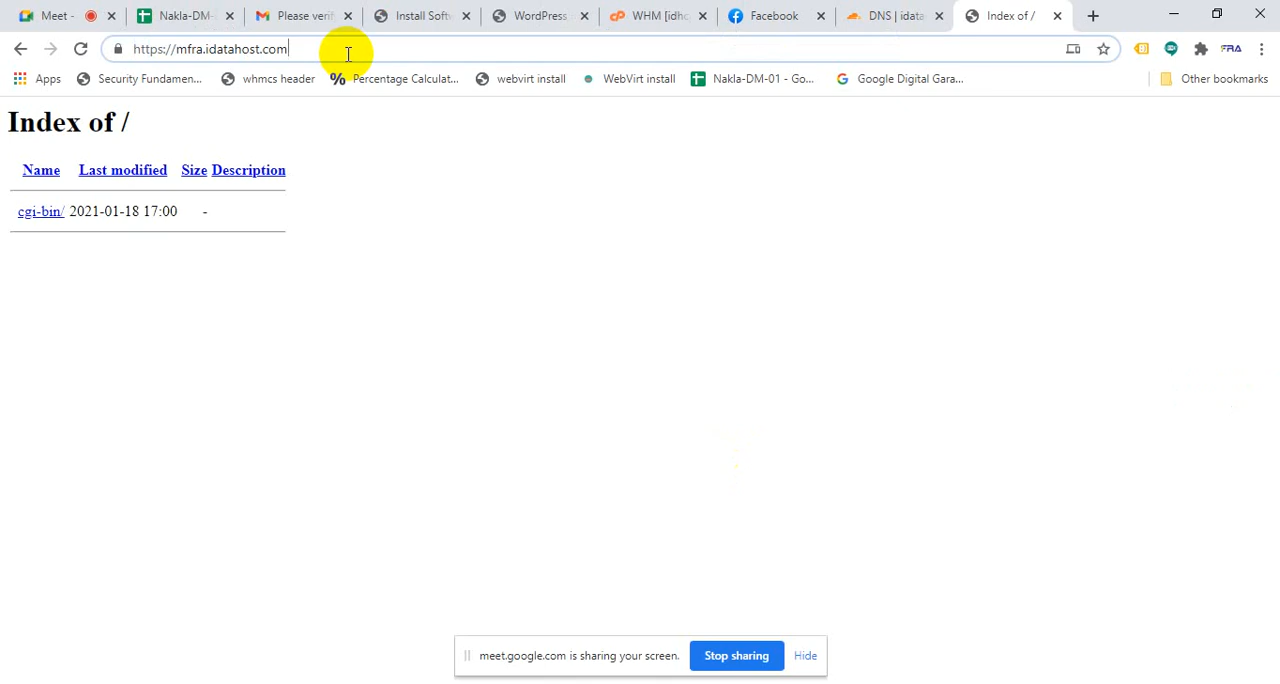 Meet - Nakla-DM- Please verif Install Softw WordPress WHM [idhc Facebook DNS | idata Index of /
https://mfra.idatahost.com
Apps Security Fundamen... whmcs header % Percentage Calculat... webvirt install WebVirt install Nakla-DM-01 - Go... Google Digital Gara... Other bookmarks
Index of /
Name Last modified Size Description
cgi-bin/ 2021-01-18 17:00 -
meet.google.com is sharing your screen. Stop sharing Hide